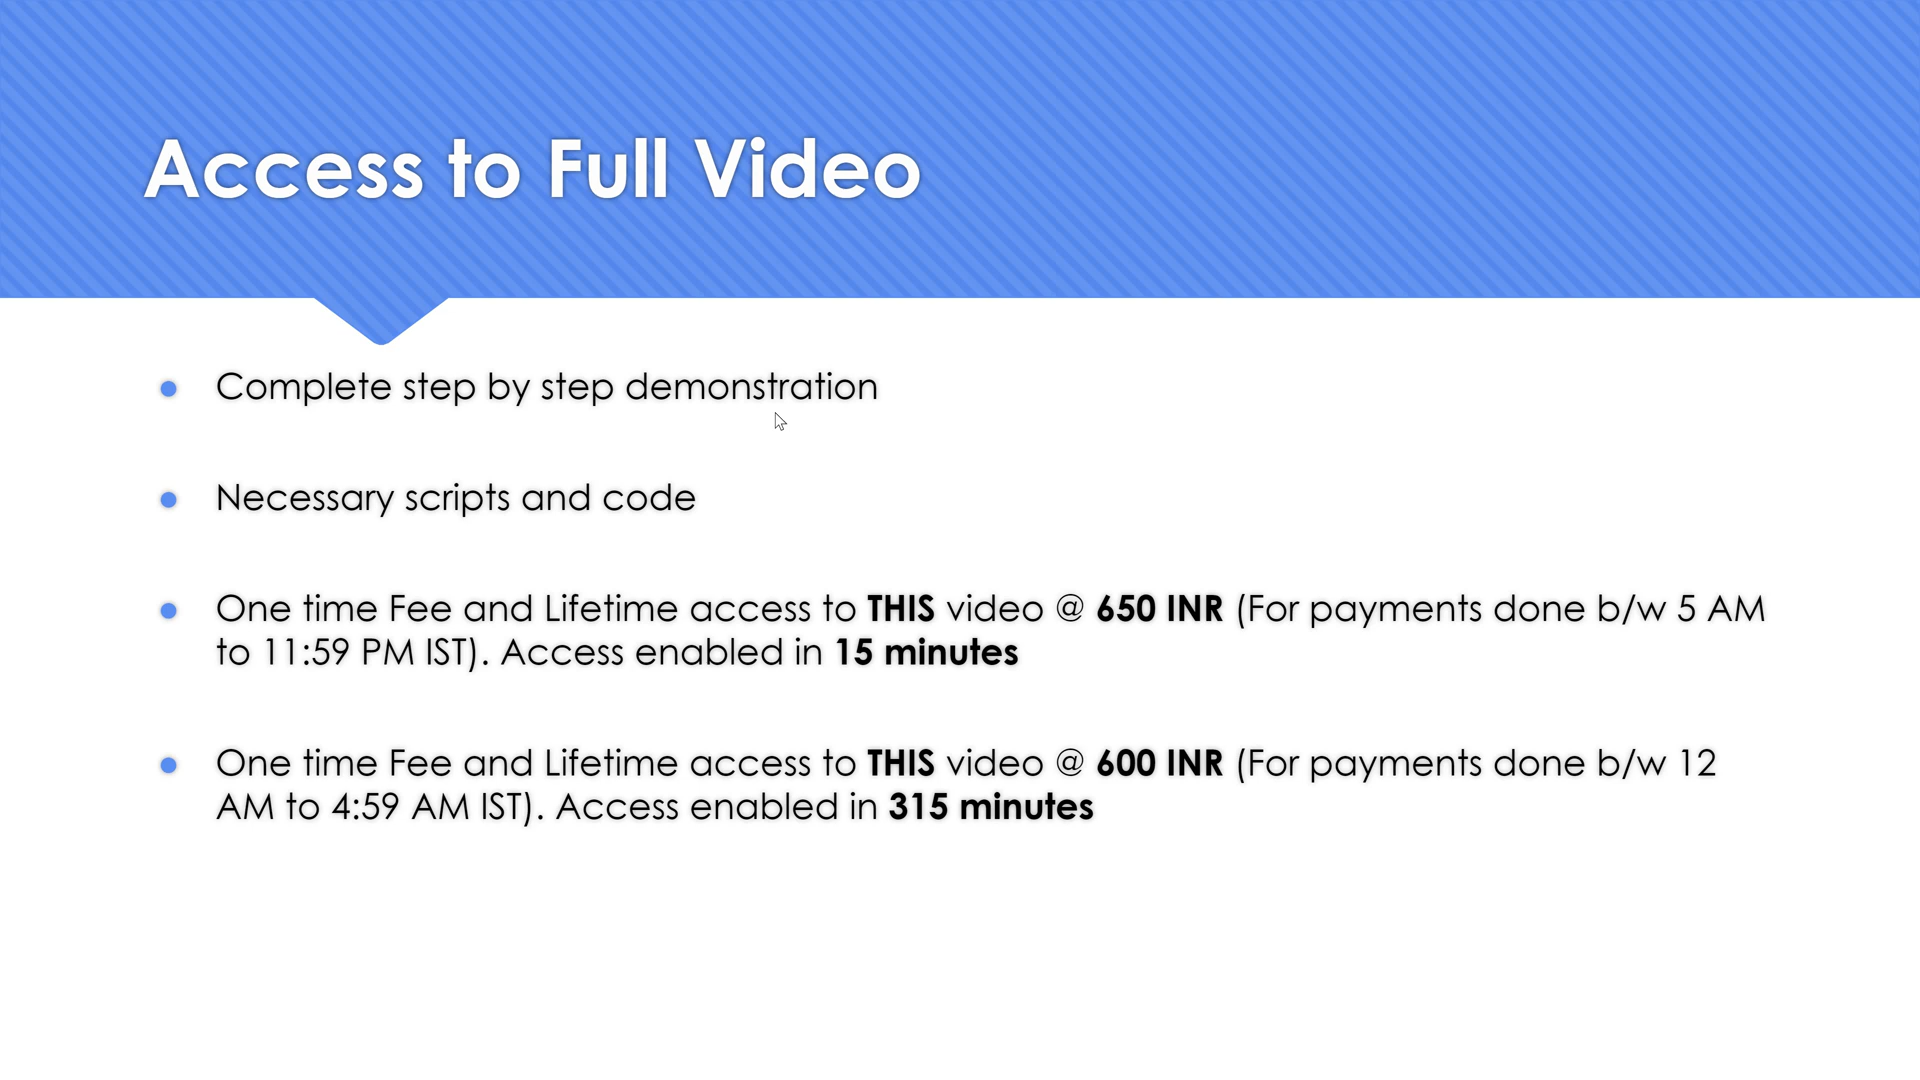 Access to Full Video
Complete step by step demonstration
Necessary scripts and code
One time Fee and Lifetime access to THIS video @ 650 INR (For payments done b/w 5 AM
to 11:59 PM IST). Access enabled in 15 minutes
One time Fee and Lifetime access to THIS video @ 600 INR (For payments done b/w 12
AM to 4:59 AM IST). Access enabled in 315 minutes